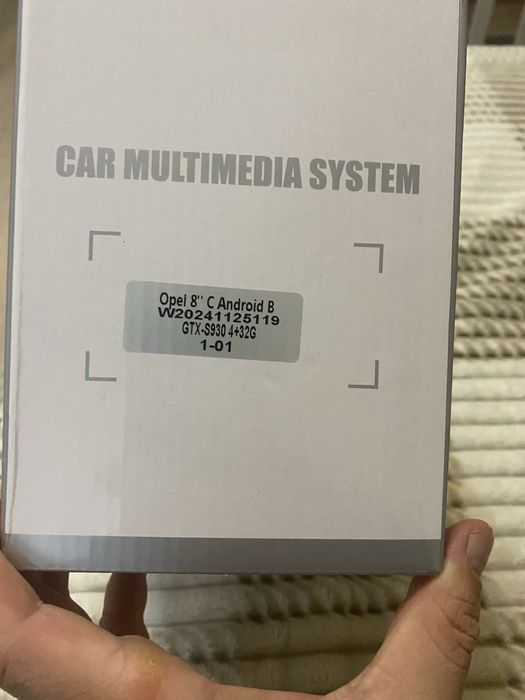 CAR MULTIMEDIA SYSTEM
Opel 8'' C Android B
W20241125119
GTX-S930 4+32G
1-01